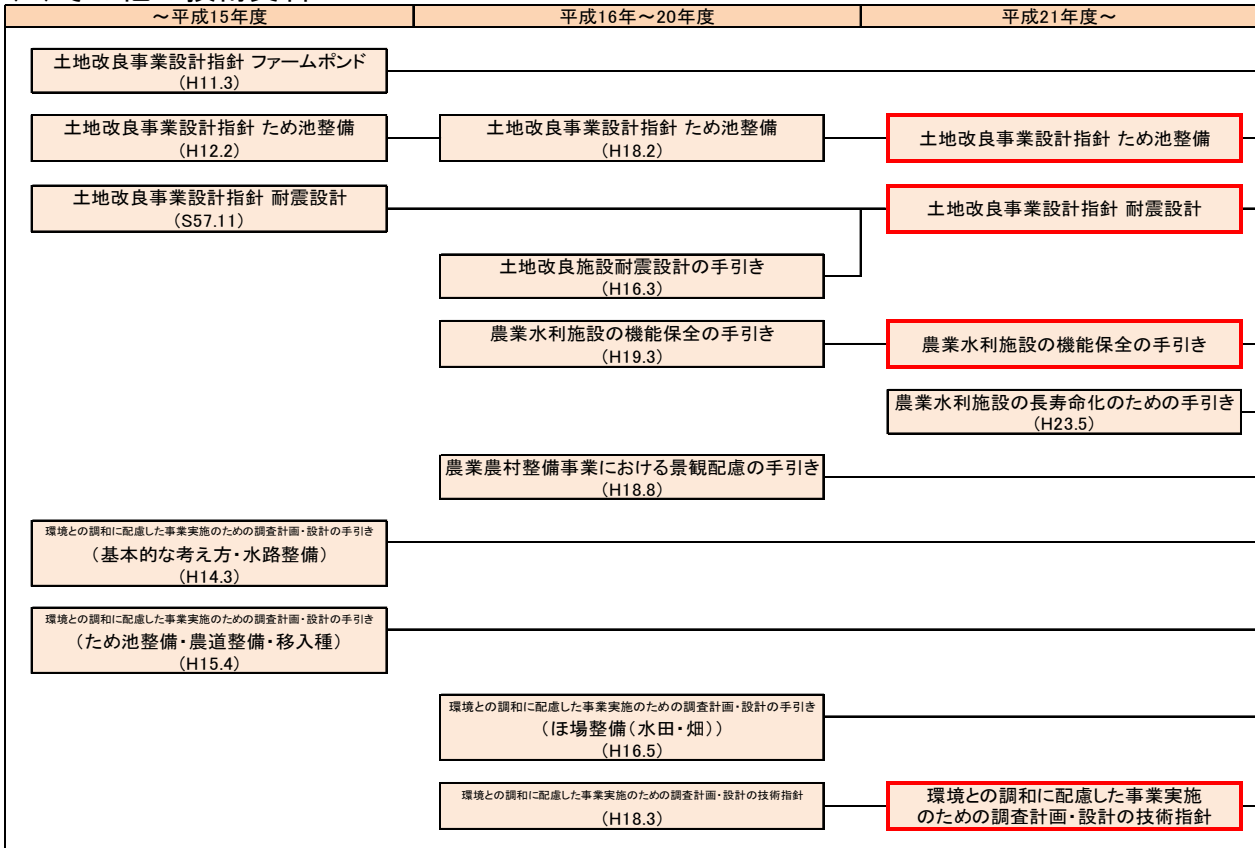 ～平成15年度
平成16年～20年度
平成21年度～
土地改良事業設計指針 ファームポンド
(H11.3)
土地改良事業設計指針 ため池整備
(H12.2)
土地改良事業設計指針 ため池整備
(H18.2)
土地改良事業設計指針 ため池整備
土地改良事業設計指針 耐震設計
(S57.11)
土地改良事業設計指針 耐震設計
土地改良施設耐震設計の手引き
(H16.3)
農業水利施設の機能保全の手引き
(H19.3)
農業水利施設の機能保全の手引き
農業水利施設の長寿命化のための手引き
(H23.5)
農業農村整備事業における景観配慮の手引き
(H18.8)
環境との調和に配慮した事業実施のための調査計画・設計の手引き
（基本的な考え方・水路整備）
(H14.3)
環境との調和に配慮した事業実施のための調査計画・設計の手引き
（ため池整備・農道整備・移入種）
(H15.4)
環境との調和に配慮した事業実施のための調査計画・設計の手引き
（ほ場整備（水田・畑））
(H16.5)
環境との調和に配慮した事業実施のための調査計画・設計の技術指針
(H18.3)
環境との調和に配慮した事業実施
のための調査計画・設計の技術指針